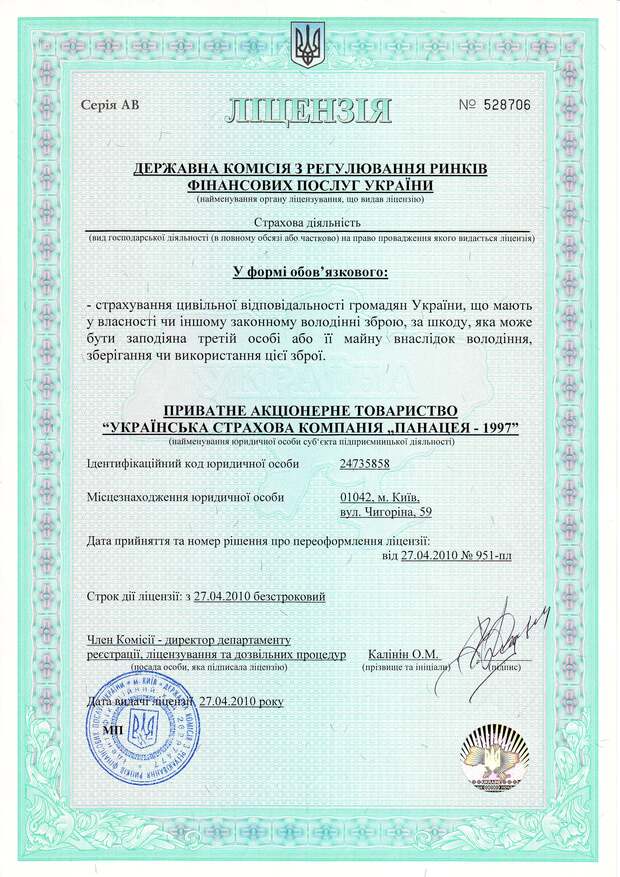 Серія АВ
ЛІЦЕНЗІЯ
№ 528706
ДЕРЖАВНА КОМІСІЯ З РЕГУЛЮВАННЯ РИНКІВ
ФІНАНСОВИХ ПОСЛУГ УКРАЇНИ
(найменування органу ліцензування, що видав ліцензію)
Страхова діяльність
(вид господарської діяльності (в повному обсязі або частково) на право провадження якого видається ліцензія)
У формі обов’язкового:
- страхування цивільної відповідальності громадян України, що мають
у власності чи іншому законному володінні зброю, за шкоду, яка може
бути заподіяна третій особі або її майну внаслідок володіння,
зберігання чи використання цієї зброї.
ПРИВАТНЕ АКЦІОНЕРНЕ ТОВАРИСТВО
“УКРАЇНСЬКА СТРАХОВА КОМПАНІЯ „ПАНАЦЕЯ - 1997”
(найменування юридичної особи суб‘єкта підприємницької діяльності)
Ідентифікаційний код юридичної особи 24735858
Місцезнаходження юридичної особи 01042, м. Київ,
вул. Чигоріна, 59
Дата прийняття та номер рішення про переоформлення ліцензії:
від 27.04.2010 № 951-пл
Строк дії ліцензії: з 27.04.2010 безстроковий
Член Комісії - директор департаменту
реєстрації, ліцензування та дозвільних процедур Калінін О.М.
(посада особи, яка підписала ліцензію) (прізвище та ініціали) (підпис)
Дата видачі ліцензії 27.04.2010 року
МП